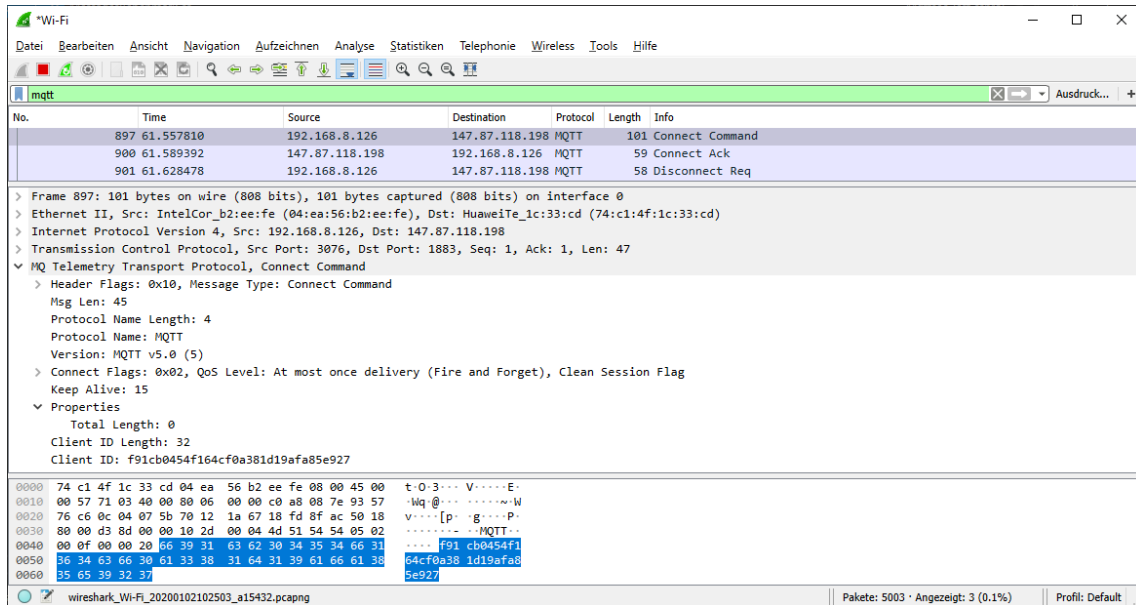 *Wi-Fi
Datei Bearbeiten Ansicht Navigation Aufzeichnen Analyse Statistiken Telephonie Wireless Tools Hilfe
mqtt Ausdruck... +
No. Time Source Destination Protocol Length Info
897 61.557810 192.168.8.126 147.87.118.198 MQTT 101 Connect Command
900 61.589392 147.87.118.198 192.168.8.126 MQTT 59 Connect Ack
901 61.628478 192.168.8.126 147.87.118.198 MQTT 58 Disconnect Req
> Frame 897: 101 bytes on wire (808 bits), 101 bytes captured (808 bits) on interface 0
> Ethernet II, Src: IntelCor_b2:ee:fe (04:ea:56:b2:ee:fe), Dst: HuaweiTe_1c:33:cd (74:c1:4f:1c:33:cd)
> Internet Protocol Version 4, Src: 192.168.8.126, Dst: 147.87.118.198
> Transmission Control Protocol, Src Port: 3076, Dst Port: 1883, Seq: 1, Ack: 1, Len: 47
MQ Telemetry Transport Protocol, Connect Command
> Header Flags: 0x10, Message Type: Connect Command
Msg Len: 45
Protocol Name Length: 4
Protocol Name: MQTT
Version: MQTT v5.0 (5)
> Connect Flags: 0x02, QoS Level: At most once delivery (Fire and Forget), Clean Session Flag
Keep Alive: 15
Properties
Total Length: 0
Client ID Length: 32
Client ID: f91cb0454f164cf0a381d19afa85e927
0000 74 c1 4f 1c 33 cd 04 ea 56 b2 ee fe 08 00 45 00 t·O·3··· V·····E·
0010 00 57 71 03 40 00 80 06 00 00 c0 a8 08 7e 93 57 ·Wq·@··· ·····~·W
0020 76 c6 0c 04 07 5b 70 12 1a 67 18 fd 8f ac 50 18 v····[p· ·g····P·
0030 80 00 d3 8d 00 00 10 2d 00 04 4d 51 54 54 05 02 ·······- ··MQTT··
0040 00 0f 00 00 20 66 39 31 63 62 30 34 35 34 66 31 ···· f91 cb0454f1
0050 36 34 63 66 30 61 33 38 31 64 31 39 61 66 61 38 64cf0a38 1d19afa8
0060 35 65 39 32 37 5e927
wireshark_Wi-Fi_20200102102503_a15432.pcapng Pakete: 5003 · Angezeigt: 3 (0.1%) Profil: Default